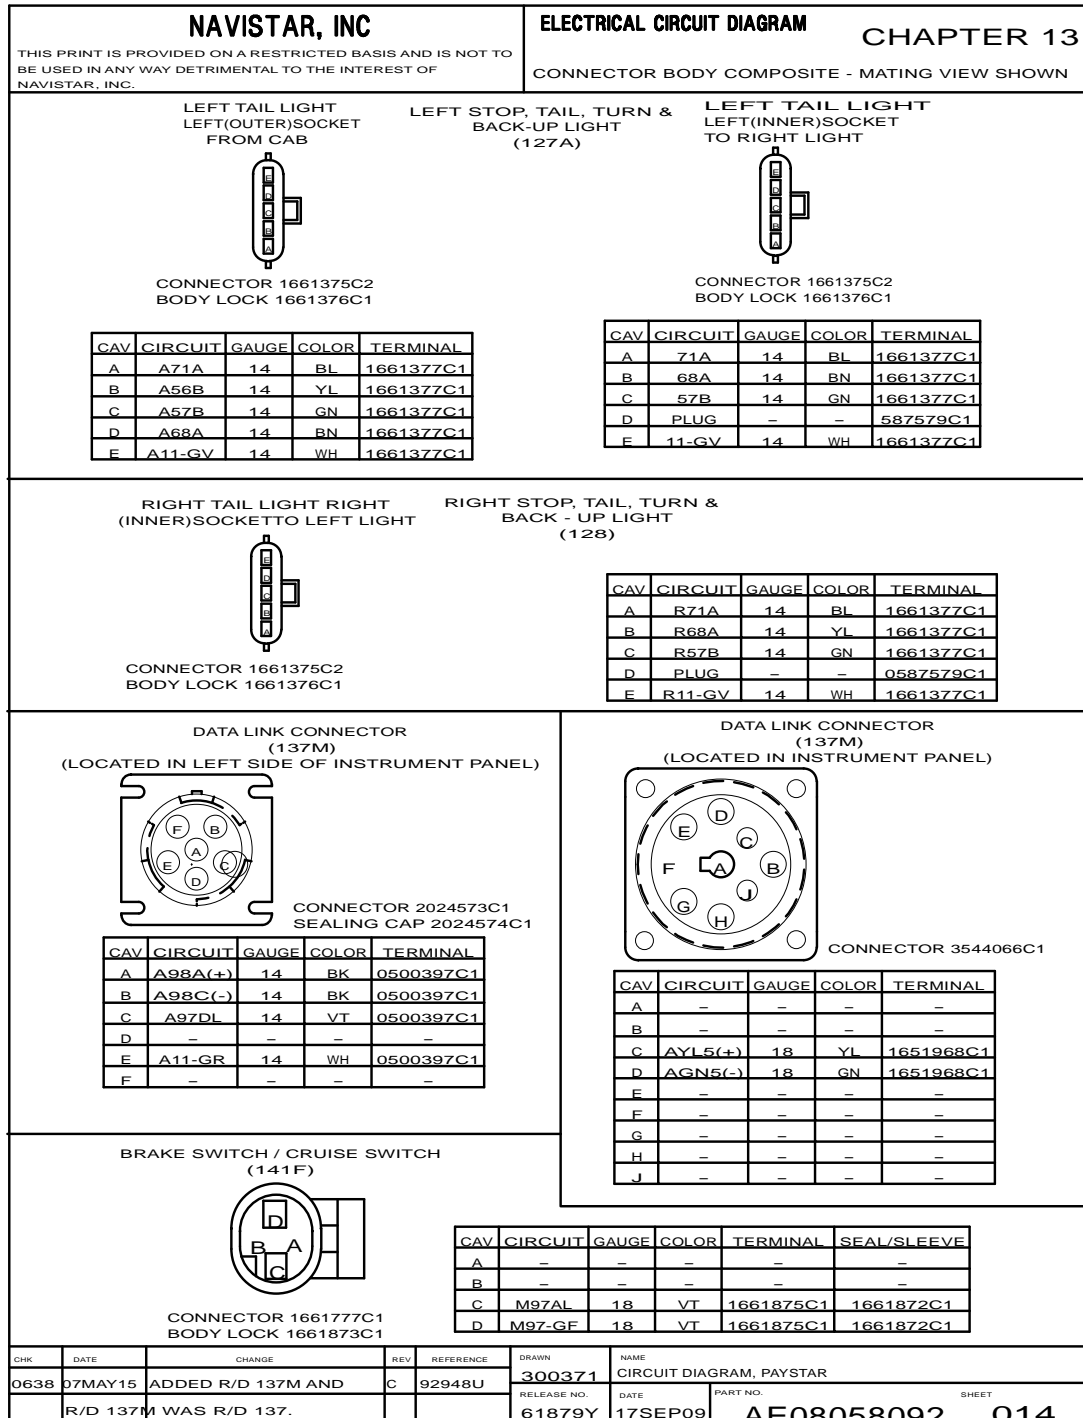 NAVISTAR, INC
THIS PRINT IS PROVIDED ON A RESTRICTED BASIS AND IS NOT TO
BE USED IN ANY WAY DETRIMENTAL TO THE INTEREST OF
NAVISTAR, INC.
ELECTRICAL CIRCUIT DIAGRAM
CHAPTER 13
CONNECTOR BODY COMPOSITE - MATING VIEW SHOWN
LEFT TAIL LIGHT
LEFT(OUTER)SOCKET
FROM CAB
LEFT STOP, TAIL, TURN &
BACK-UP LIGHT
(127A)
LEFT TAIL LIGHT
LEFT(INNER)SOCKET
TO RIGHT LIGHT
E
D
C
B
A
E
D
C
B
A
CONNECTOR 1661375C2
BODY LOCK 1661376C1
CONNECTOR 1661375C2
BODY LOCK 1661376C1
CAV CIRCUIT GAUGE COLOR TERMINAL
A A71A 14 BL 1661377C1
B A56B 14 YL 1661377C1
C A57B 14 GN 1661377C1
D A68A 14 BN 1661377C1
E A11-GV 14 WH 1661377C1
CAV CIRCUIT GAUGE COLOR TERMINAL
A 71A 14 BL 1661377C1
B 68A 14 BN 1661377C1
C 57B 14 GN 1661377C1
D PLUG – – 587579C1
E 11-GV 14 WH 1661377C1
RIGHT TAIL LIGHT RIGHT
(INNER)SOCKETTO LEFT LIGHT
RIGHT STOP, TAIL, TURN &
BACK - UP LIGHT
(128)
E
D
C
B
A
CONNECTOR 1661375C2
BODY LOCK 1661376C1
CAV CIRCUIT GAUGE COLOR TERMINAL
A R71A 14 BL 1661377C1
B R68A 14 YL 1661377C1
C R57B 14 GN 1661377C1
D PLUG – – 0587579C1
E R11-GV 14 WH 1661377C1
DATA LINK CONNECTOR
(137M)
(LOCATED IN LEFT SIDE OF INSTRUMENT PANEL)
F B
A
E C
D
CONNECTOR 2024573C1
SEALING CAP 2024574C1
CAV CIRCUIT GAUGE COLOR TERMINAL
A A98A(+) 14 BK 0500397C1
B A98C(-) 14 BK 0500397C1
C A97DL 14 VT 0500397C1
D – – – –
E A11-GR 14 WH 0500397C1
F – – – –
DATA LINK CONNECTOR
(137M)
(LOCATED IN INSTRUMENT PANEL)
D
E C
F A B
G J
H
CONNECTOR 3544066C1
CAV CIRCUIT GAUGE COLOR TERMINAL
A – – – –
B – – – –
C AYL5(+) 18 YL 1651968C1
D AGN5(-) 18 GN 1651968C1
E – – – –
F – – – –
G – – – –
H – – – –
J – – – –
BRAKE SWITCH / CRUISE SWITCH
(141F)
D
B A
C
CONNECTOR 1661777C1
BODY LOCK 1661873C1
CAV CIRCUIT GAUGE COLOR TERMINAL SEAL/SLEEVE
A – – – – –
B – – – – –
C M97AL 18 VT 1661875C1 1661872C1
D M97-GF 18 VT 1661875C1 1661872C1
CHK DATE CHANGE REV REFERENCE
0638 07MAY15 ADDED R/D 137M AND C 92948U
R/D 137M WAS R/D 137.
DRAWN
300371
NAME
CIRCUIT DIAGRAM, PAYSTAR
RELEASE NO.
61879Y
DATE
17SEP09
PART NO.
AE08058092
SHEET
014